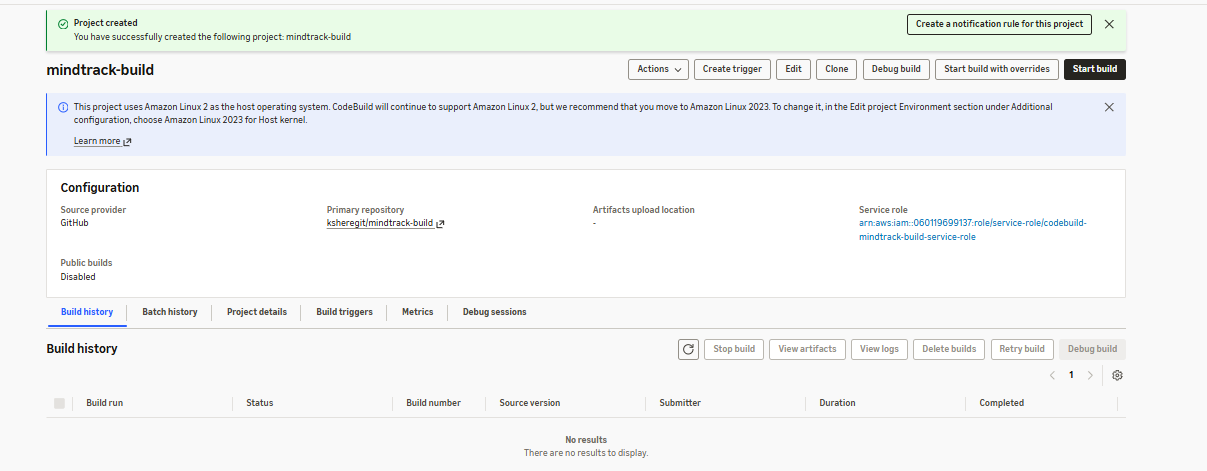 Project created
You have successfully created the following project: mindtrack-build
Create a notification rule for this project
mindtrack-build
Actions
Create trigger
Edit
Clone
Debug build
Start build with overrides
Start build
This project uses Amazon Linux 2 as the host operating system. CodeBuild will continue to support Amazon Linux 2, but we recommend that you move to Amazon Linux 2023. To change it, in the Edit project Environment section under Additional
configuration, choose Amazon Linux 2023 for Host kernel.
Learn more
Configuration
Source provider
GitHub
Primary repository
ksheregit/mindtrack-build
Artifacts upload location
-
Service role
arn:aws:iam::060119699137:role/service-role/codebuild-
mindtrack-build-service-role
Public builds
Disabled
Build history
Batch history
Project details
Build triggers
Metrics
Debug sessions
Build history
Stop build
View artifacts
View logs
Delete builds
Retry build
Debug build
1
Build run
Status
Build number
Source version
Submitter
Duration
Completed
No results
There are no results to display.